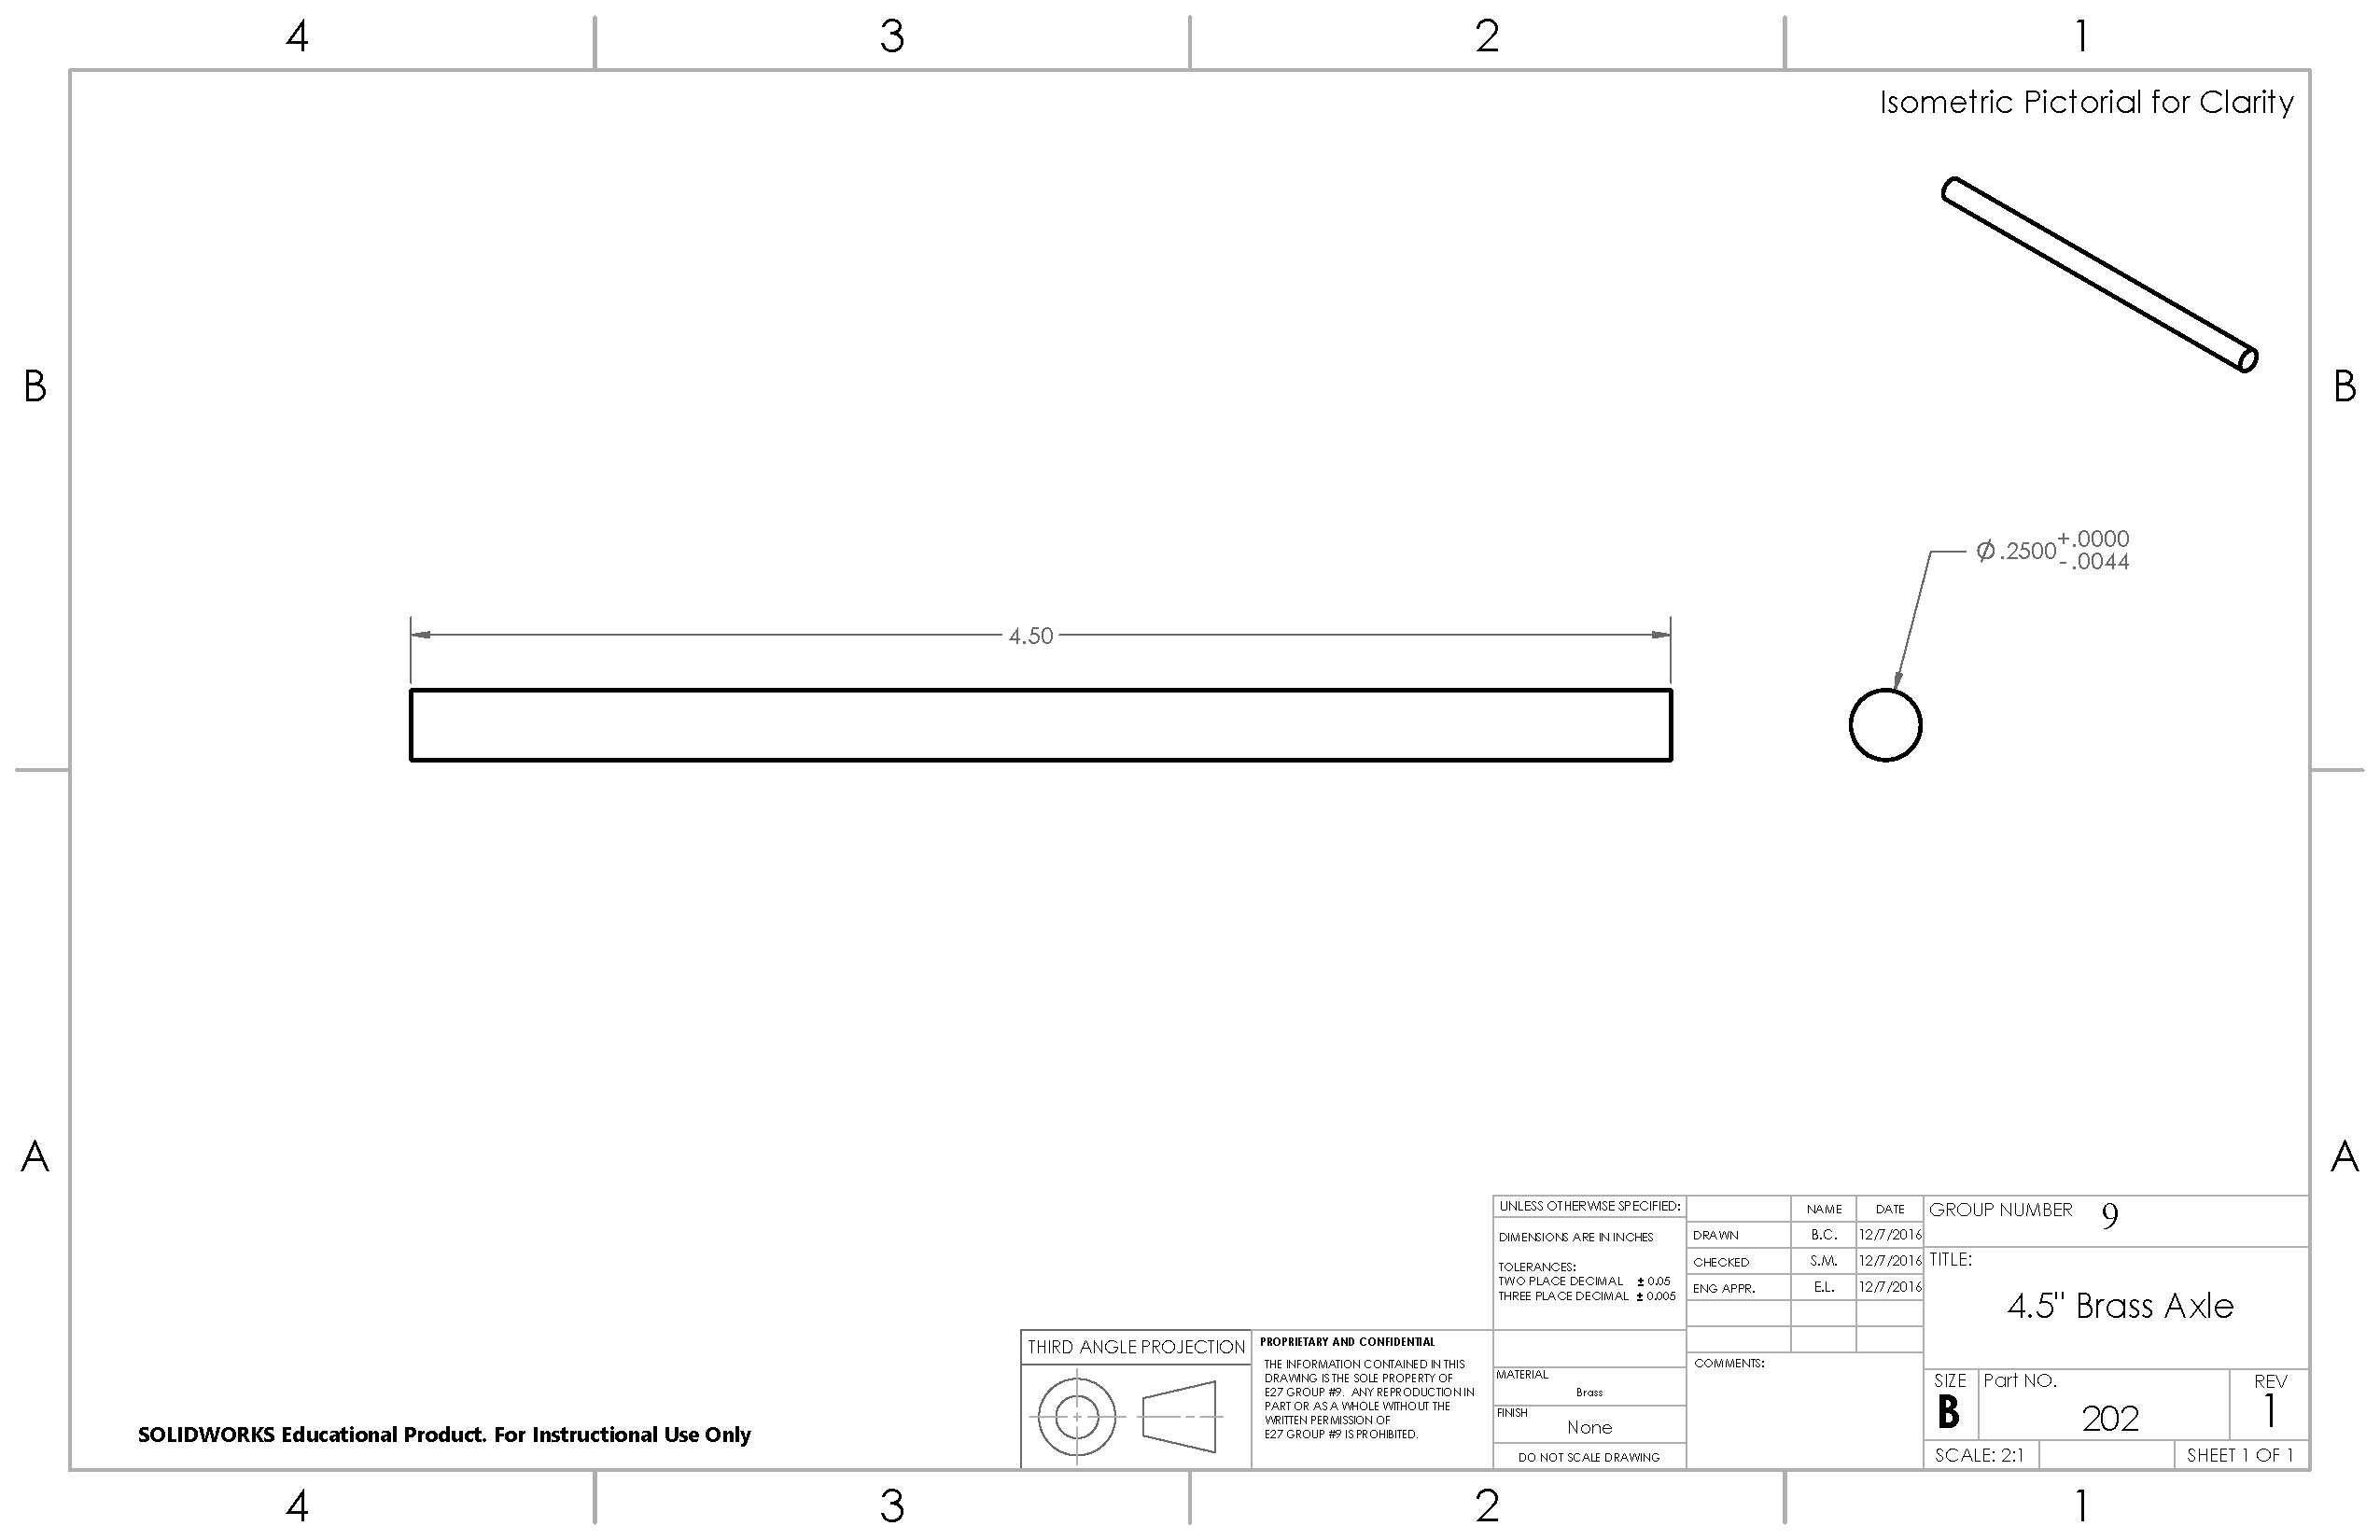 4 3 2 1
Isometric Pictorial for Clarity
B B
⌀.2500 +.0000
-.0044
4.50
A A
UNLESS OTHERWISE SPECIFIED:
DIMENSIONS ARE IN INCHES
TOLERANCES:
TWO PLACE DECIMAL ± 0.05
THREE PLACE DECIMAL ± 0.005
NAME DATE
DRAWN B.C. 12/7/2016
CHECKED S.M. 12/7/2016
ENG APPR. E.L. 12/7/2016
COMMENTS:
GROUP NUMBER 9
TITLE:
4.5" Brass Axle
THIRD ANGLE PROJECTION
PROPRIETARY AND CONFIDENTIAL
THE INFORMATION CONTAINED IN THIS
DRAWING IS THE SOLE PROPERTY OF
E27 GROUP #9. ANY REPRODUCTION IN
PART OR AS A WHOLE WITHOUT THE
WRITTEN PERMISSION OF
E27 GROUP #9 IS PROHIBITED.
MATERIAL
Brass
FINISH
None
DO NOT SCALE DRAWING
SIZE Part NO. REV
B 202 1
SCALE: 2:1 SHEET 1 OF 1
SOLIDWORKS Educational Product. For Instructional Use Only
4 3 2 1